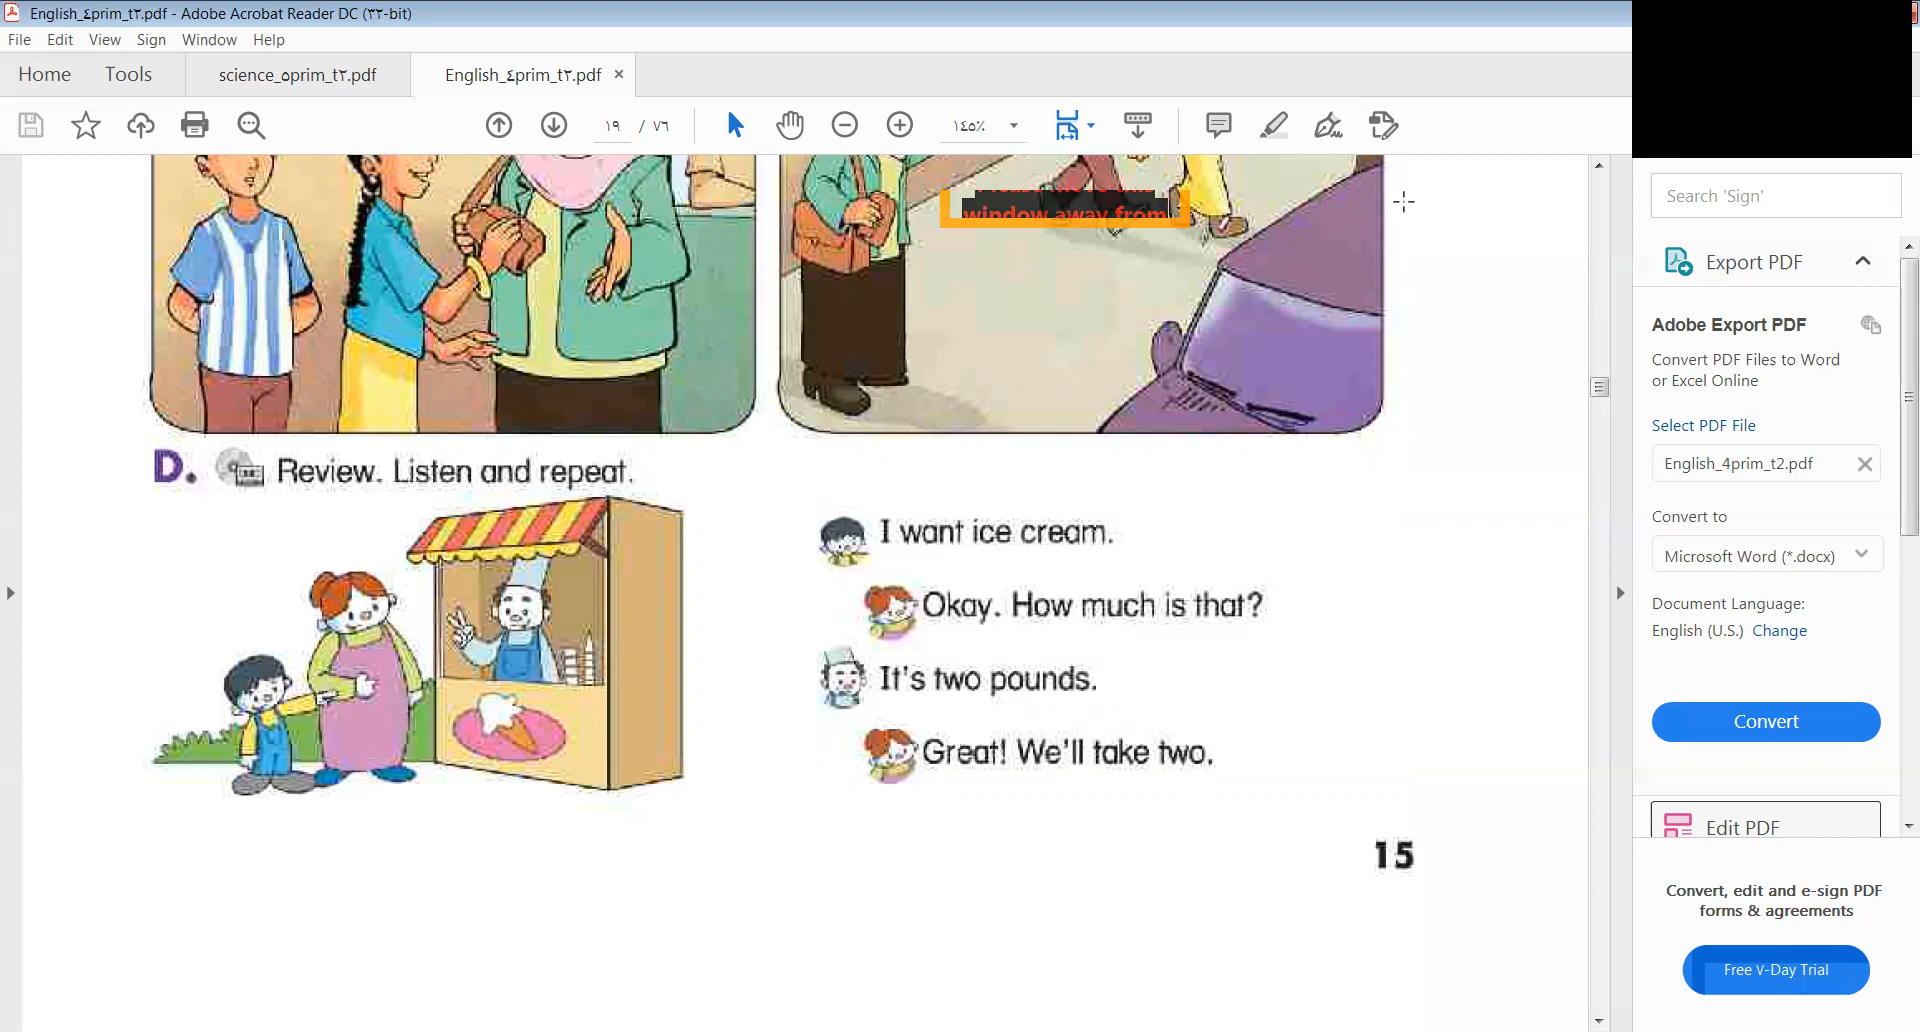 English_٤prim_t٢.pdf - Adobe Acrobat Reader DC (٣٢-bit)
File Edit View Sign Window Help
Home Tools science_٥prim_t٢.pdf English_٤prim_t٢.pdf ×
١٩ / ٧٦ ١٤٥٪
Search 'Sign'
window away from
Export PDF
Adobe Export PDF
Convert PDF Files to Word
or Excel Online
Select PDF File
English_4prim_t2.pdf
Convert to
Microsoft Word (*.docx)
Document Language:
English (U.S.) Change
Convert
Edit PDF
Convert, edit and e-sign PDF
forms & agreements
Free ٧-Day Trial
D. Review. Listen and repeat.
I want ice cream.
Okay. How much is that?
It's two pounds.
Great! We'll take two.
15